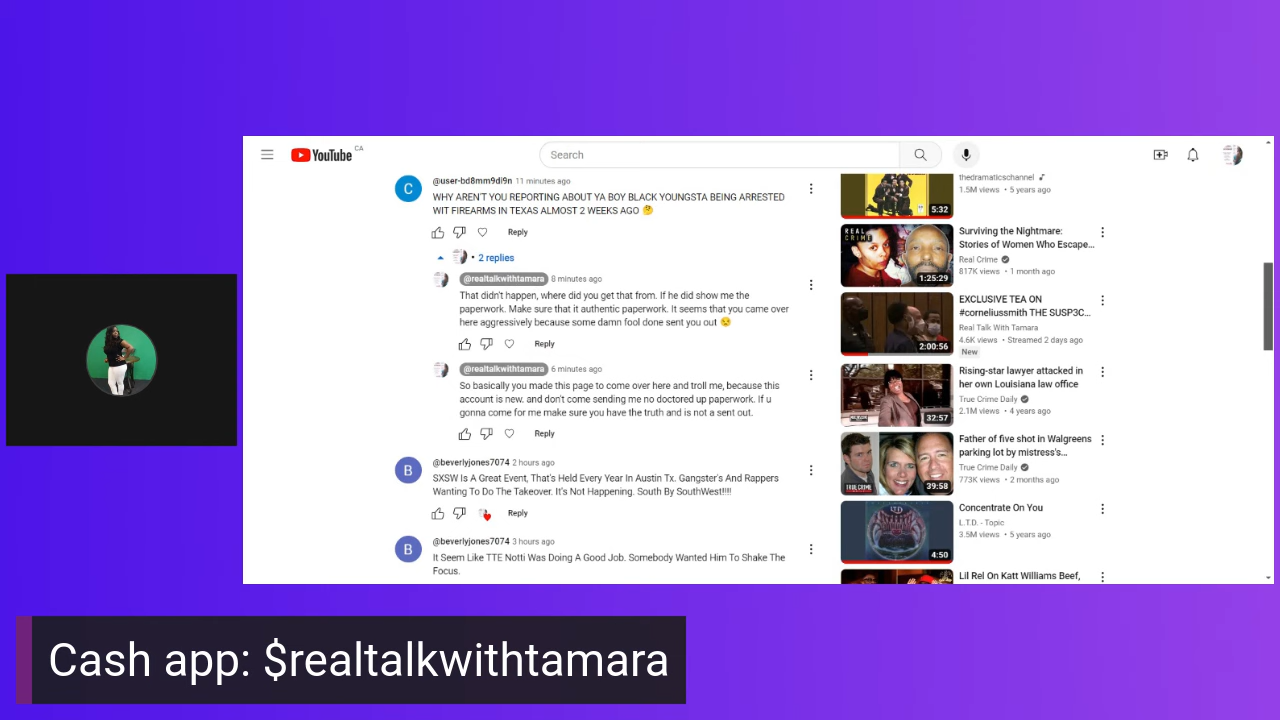 YouTube CA
Search
C
@user-bd8mm9di9n 11 minutes ago
WHY AREN'T YOU REPORTING ABOUT YA BOY BLACK YOUNGSTA BEING ARRESTED
WIT FIREARMS IN TEXAS ALMOST 2 WEEKS AGO 🤔
Reply
• 2 replies
@realtalkwithtamara 8 minutes ago
That didn't happen, where did you get that from. If he did show me the
paperwork. Make sure that it authentic paperwork. It seems that you came over
here aggressively because some damn fool done sent you out 😒
Reply
@realtalkwithtamara 6 minutes ago
So basically you made this page to come over here and troll me, because this
account is new. and don't come sending me no doctored up paperwork. If u
gonna come for me make sure you have the truth and is not a sent out.
Reply
B
@beverlyjones7074 2 hours ago
SXSW Is A Great Event, That's Held Every Year In Austin Tx. Gangster's And Rappers
Wanting To Do The Takeover. It's Not Happening. South By SouthWest!!!!
Reply
B
@beverlyjones7074 3 hours ago
It Seem Like TTE Notti Was Doing A Good Job. Somebody Wanted Him To Shake The
Focus.
thedramaticschannel
1.5M views • 5 years ago
5:32
REAL
CRIME
1:25:29
Surviving the Nightmare:
Stories of Women Who Escape...
Real Crime
817K views • 1 month ago
2:00:56
EXCLUSIVE TEA ON
#corneliussmith THE SUSP3C...
Real Talk With Tamara
4.6K views • Streamed 2 days ago
New
32:57
Rising-star lawyer attacked in
her own Louisiana law office
True Crime Daily
2.1M views • 4 years ago
39:58
Father of five shot in Walgreens
parking lot by mistress's...
True Crime Daily
773K views • 2 months ago
4:50
Concentrate On You
L.T.D. - Topic
3.5M views • 5 years ago
Lil Rel On Katt Williams Beef,
Cash app: $realtalkwithtamara